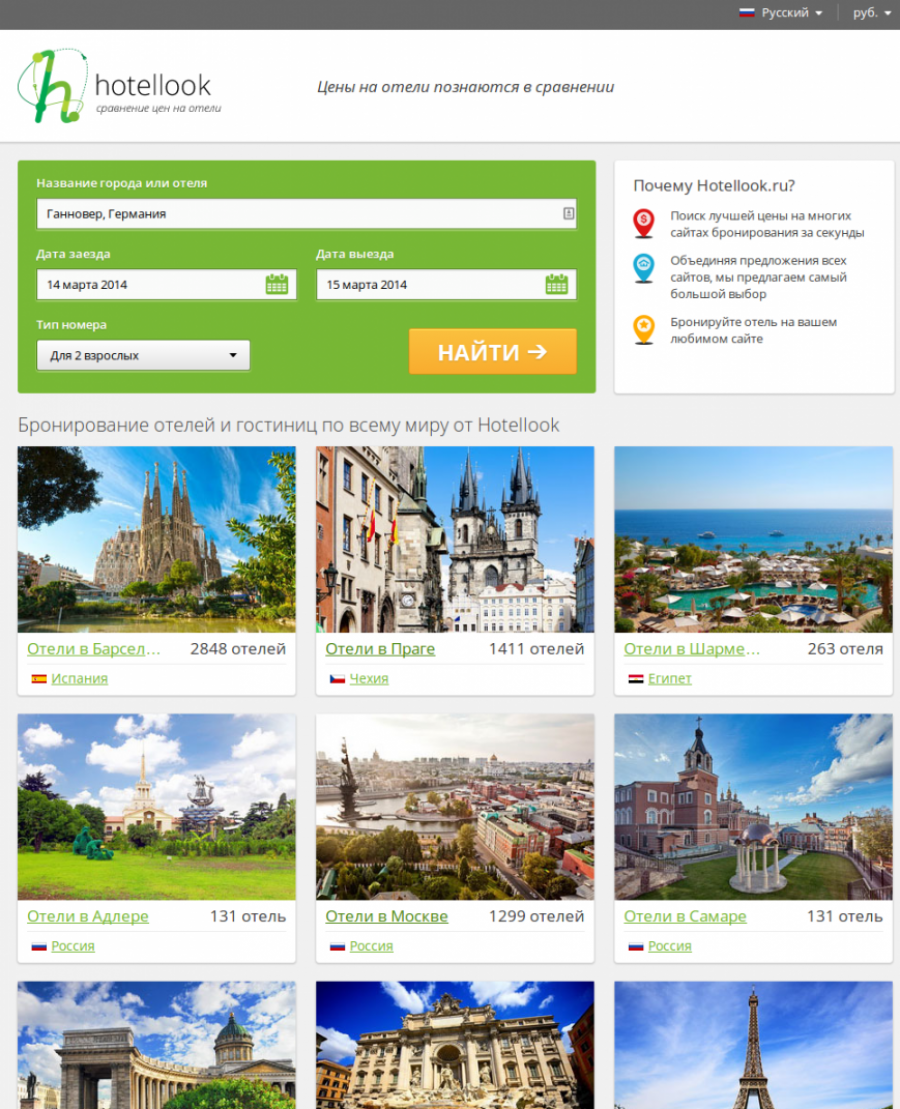 Русский
руб.
hotellook
сравнение цен на отели
Цены на отели познаются в сравнении
Название города или отеля
Ганновер, Германия
Дата заезда
Дата выезда
14 марта 2014
15 марта 2014
Тип номера
Для 2 взрослых
НАЙТИ →
Почему Hotellook.ru?
Поиск лучшей цены на многих
сайтах бронирования за секунды
Объединяя предложения всех
сайтов, мы предлагаем самый
большой выбор
Бронируйте отель на вашем
любимом сайте
Бронирование отелей и гостиниц по всему миру от Hotellook
Отели в Барсел... 2848 отелей
Испания
Отели в Праге 1411 отелей
Чехия
Отели в Шарме... 263 отеля
Египет
Отели в Адлере 131 отель
Россия
Отели в Москве 1299 отелей
Россия
Отели в Самаре 131 отель
Россия